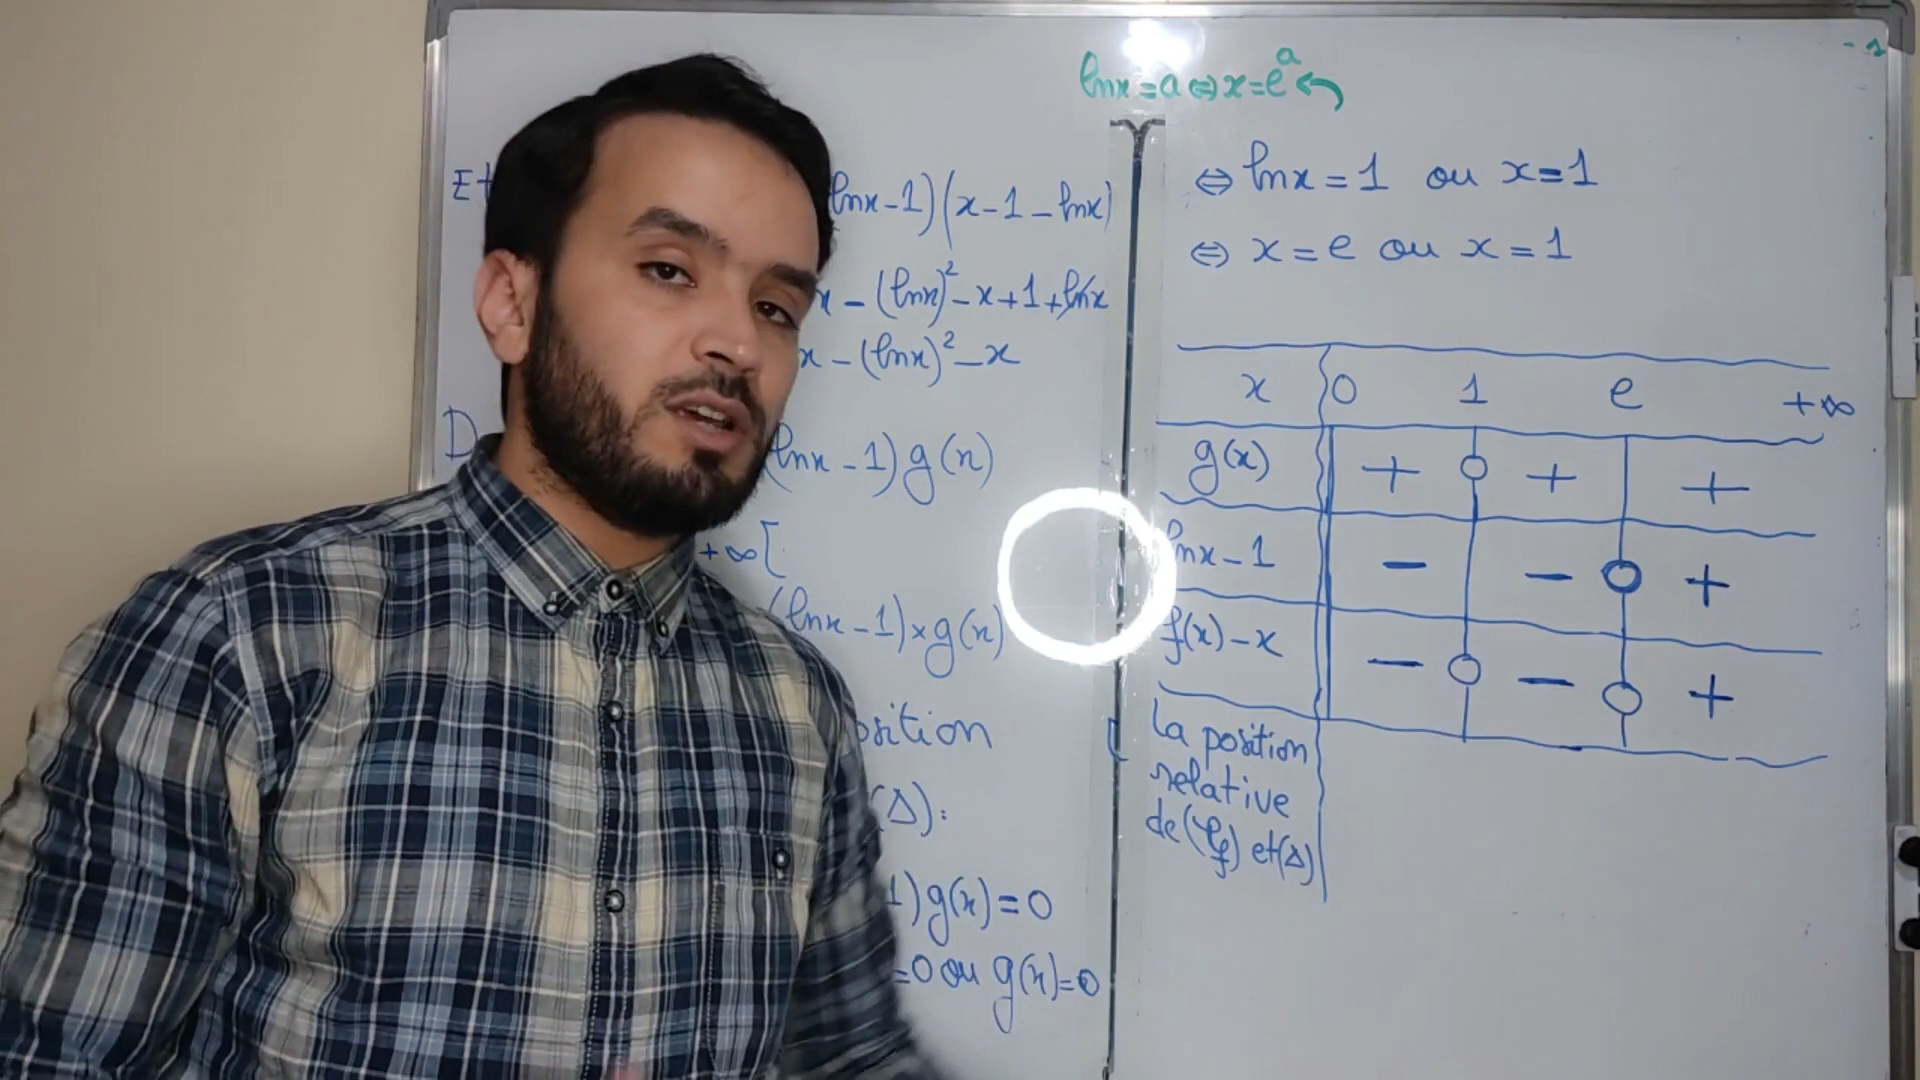 -1
lnx = a ⇔ x = e^a
Et
lnx - 1)(x - 1 - lnx)
x - (lnx)² - x + 1 + lnx
x - (lnx)² - x
D
(lnx - 1) g(x)
+∞[
(lnx - 1) × g(x)
osition
(Δ):
1) g(x) = 0
= 0 ou g(x) = 0
⇔ lnx = 1 ou x = 1
⇔ x = e ou x = 1
x 0 1 e +∞
g(x) + 0 + +
lnx - 1 - - 0 +
f(x) - x - 0 - 0 +
La position
relative
de (𝒞f) et (Δ)